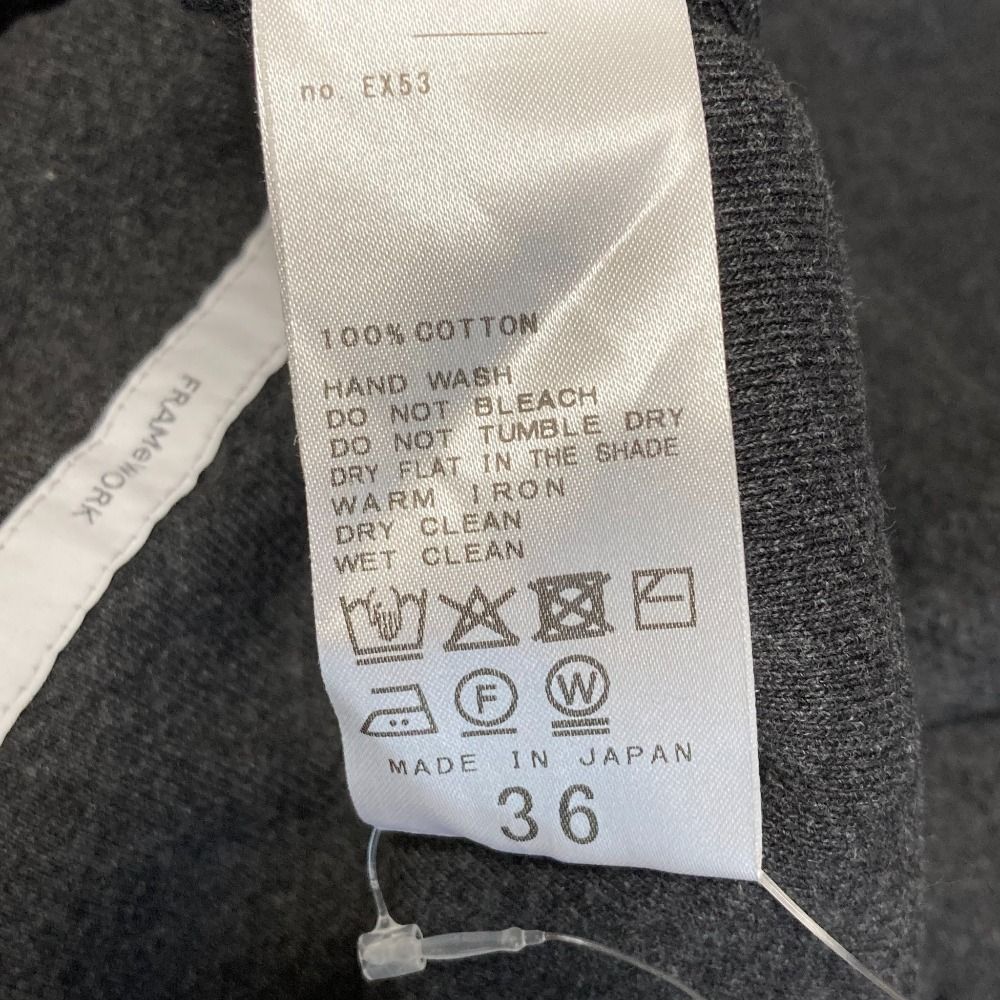 no. EX53
100% COTTON
HAND WASH
DO NOT BLEACH
DO NOT TUMBLE DRY
DRY FLAT IN THE SHADE
WARM IRON
DRY CLEAN
WET CLEAN
F
W
MADE IN JAPAN
36
FRAMeWORK